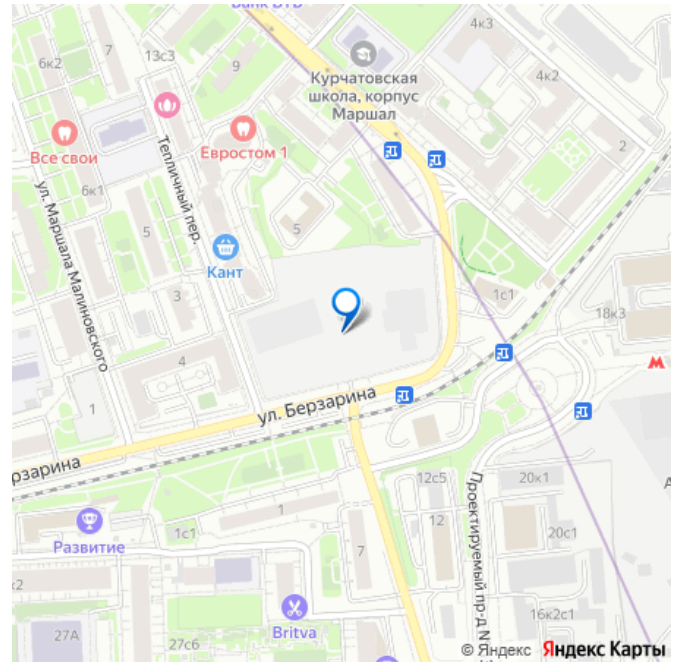 Bank ВТБ
4к3
6к2
7
13с3
9
Курчатовская
школа, корпус
Маршал
4к2
2
Все свои
Евростом 1
Тепличный пер.
6к1
ул. Маршала Малиновского
5
5
Кант
3
1с1
18к3
4
1
ул. Берзарина
12с5
20к1
Проектируемый пр-д N
1с1
1
12
20с1
Развитие
7
к2
16к2с1
27А
27с6
Britva
© Яндекс Яндекс Карты